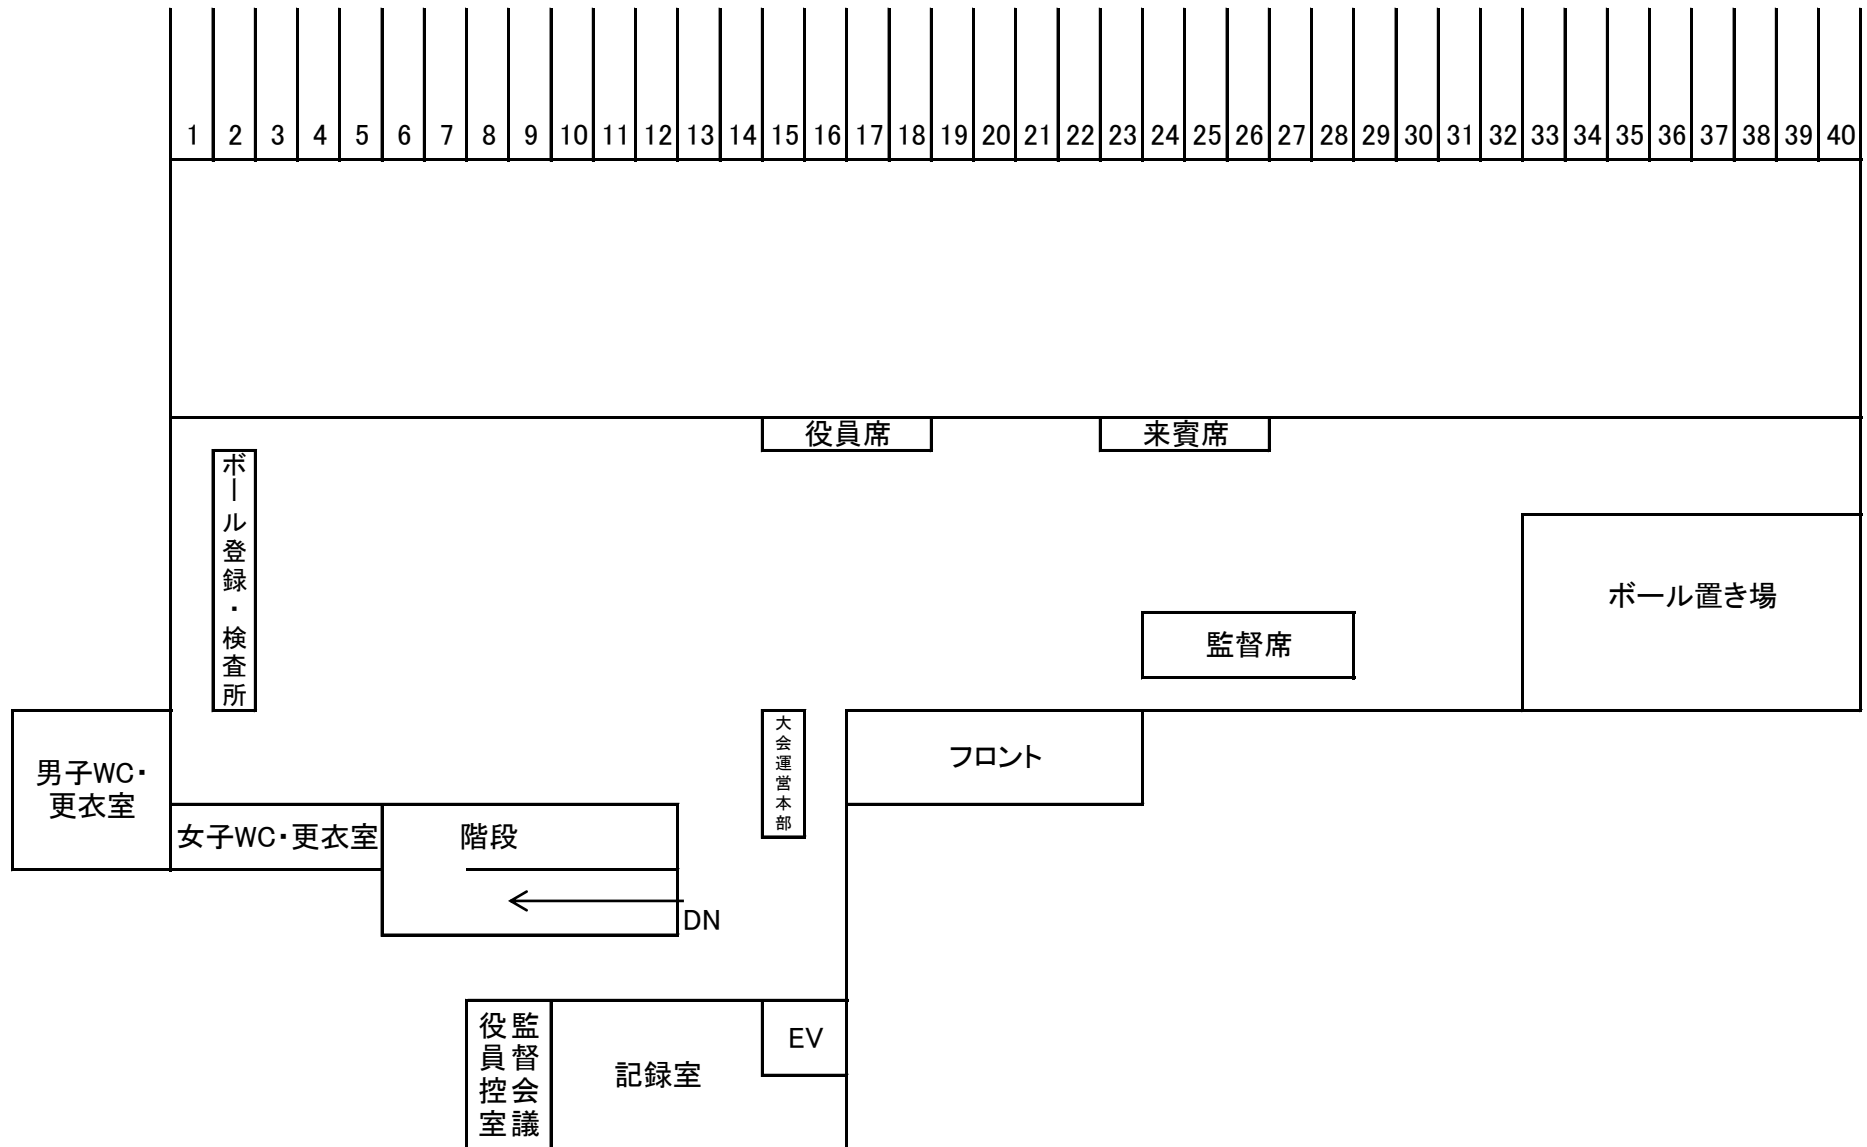 1 2 3 4 5 6 7 8 9 10 11 12 13 14 15 16 17 18 19 20 21 22 23 24 25 26 27 28 29 30 31 32 33 34 35 36 37 38 39 40
役員席
来賓席
ボール登録・検査所
ボール置き場
監督席
大会運営本部
フロント
男子WC・
更衣室
女子WC・更衣室
階段
DN
監督会議
役員控室
記録室
EV